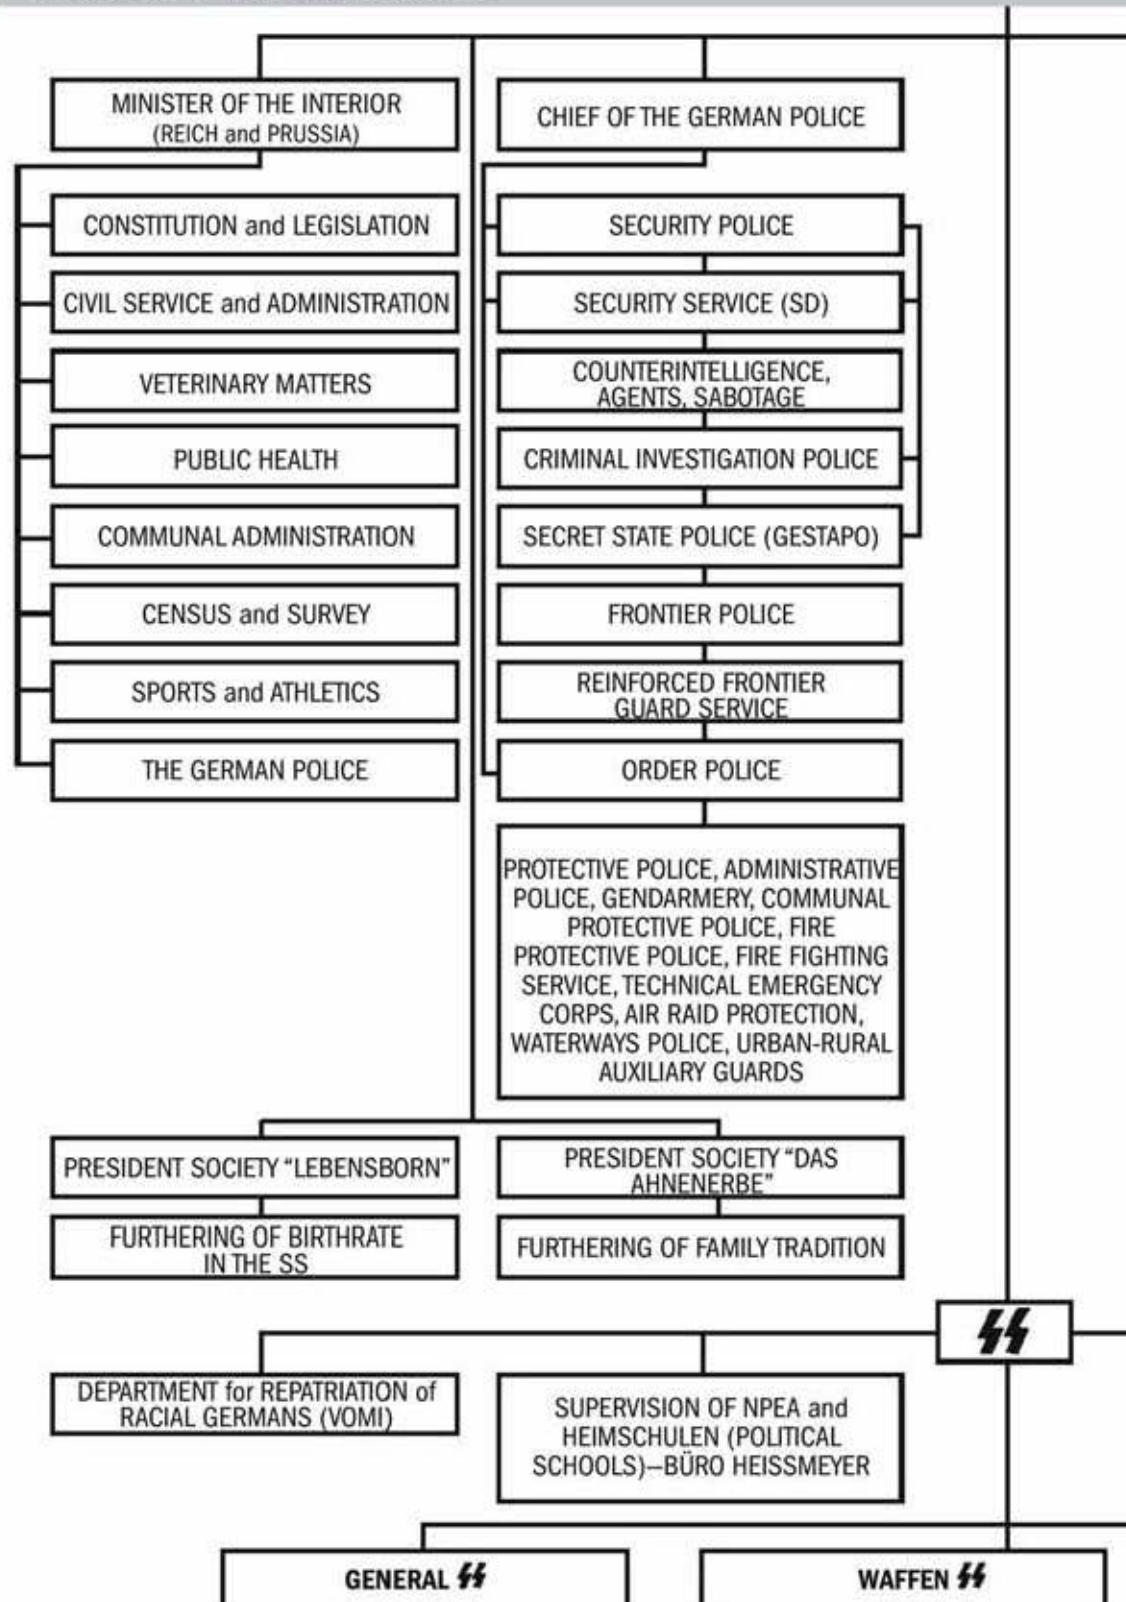 MINISTER OF THE INTERIOR
(REICH and PRUSSIA)
CONSTITUTION and LEGISLATION
CIVIL SERVICE and ADMINISTRATION
VETERINARY MATTERS
PUBLIC HEALTH
COMMUNAL ADMINISTRATION
CENSUS and SURVEY
SPORTS and ATHLETICS
THE GERMAN POLICE
CHIEF OF THE GERMAN POLICE
SECURITY POLICE
SECURITY SERVICE (SD)
COUNTERINTELLIGENCE,
AGENTS, SABOTAGE
CRIMINAL INVESTIGATION POLICE
SECRET STATE POLICE (GESTAPO)
FRONTIER POLICE
REINFORCED FRONTIER
GUARD SERVICE
ORDER POLICE
PROTECTIVE POLICE, ADMINISTRATIVE
POLICE, GENDARMERY, COMMUNAL
PROTECTIVE POLICE, FIRE
PROTECTIVE POLICE, FIRE FIGHTING
SERVICE, TECHNICAL EMERGENCY
CORPS, AIR RAID PROTECTION,
WATERWAYS POLICE, URBAN-RURAL
AUXILIARY GUARDS
PRESIDENT SOCIETY “LEBENSBORN”
FURTHERING OF BIRTHRATE
IN THE SS
PRESIDENT SOCIETY “DAS
AHNENERBE”
FURTHERING OF FAMILY TRADITION
SS
DEPARTMENT for REPATRIATION of
RACIAL GERMANS (VOMI)
SUPERVISION OF NPEA and
HEIMSCHULEN (POLITICAL
SCHOOLS)—BÜRO HEISSMEYER
GENERAL SS
WAFFEN SS